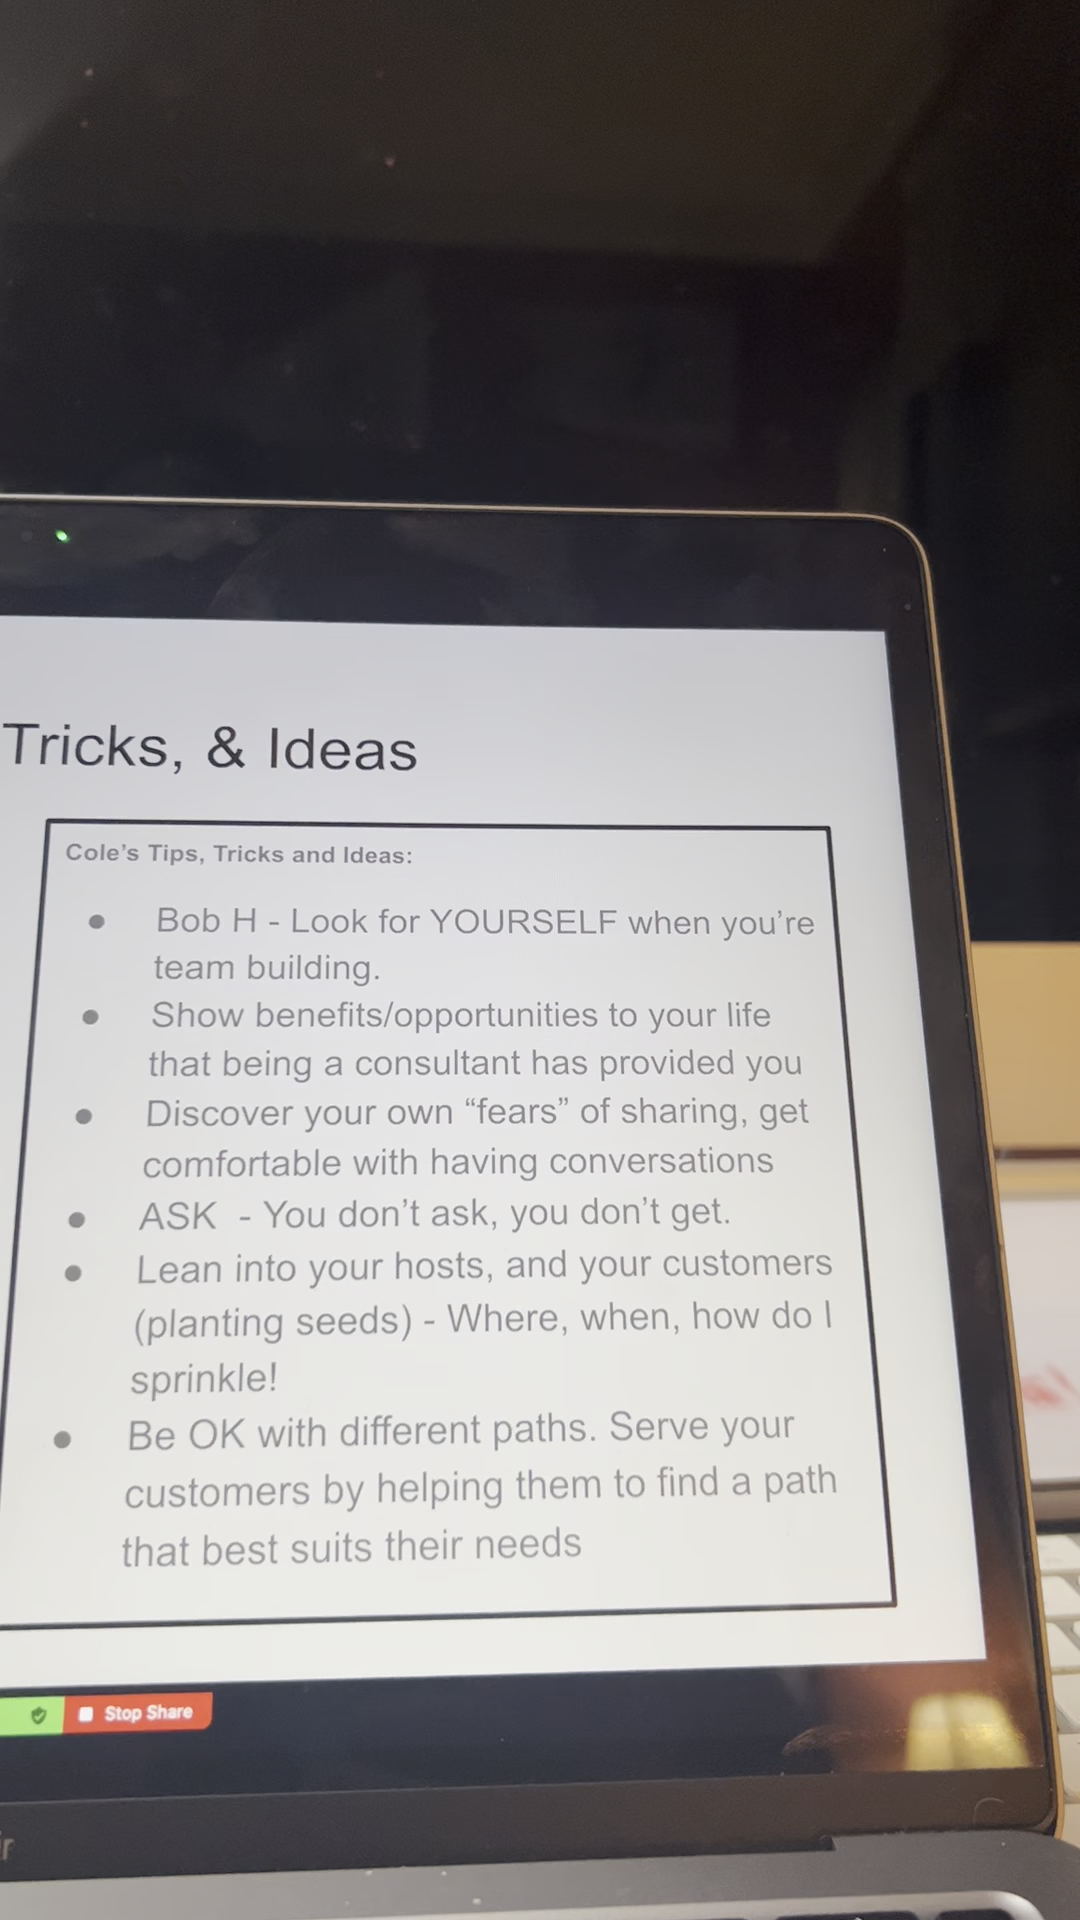 Tricks, & Ideas
Cole's Tips, Tricks and Ideas:
● Bob H - Look for YOURSELF when you're
team building.
● Show benefits/opportunities to your life
that being a consultant has provided you
● Discover your own “fears” of sharing, get
comfortable with having conversations
● ASK - You don't ask, you don't get.
● Lean into your hosts, and your customers
(planting seeds) - Where, when, how do I
sprinkle!
● Be OK with different paths. Serve your
customers by helping them to find a path
that best suits their needs
Stop Share